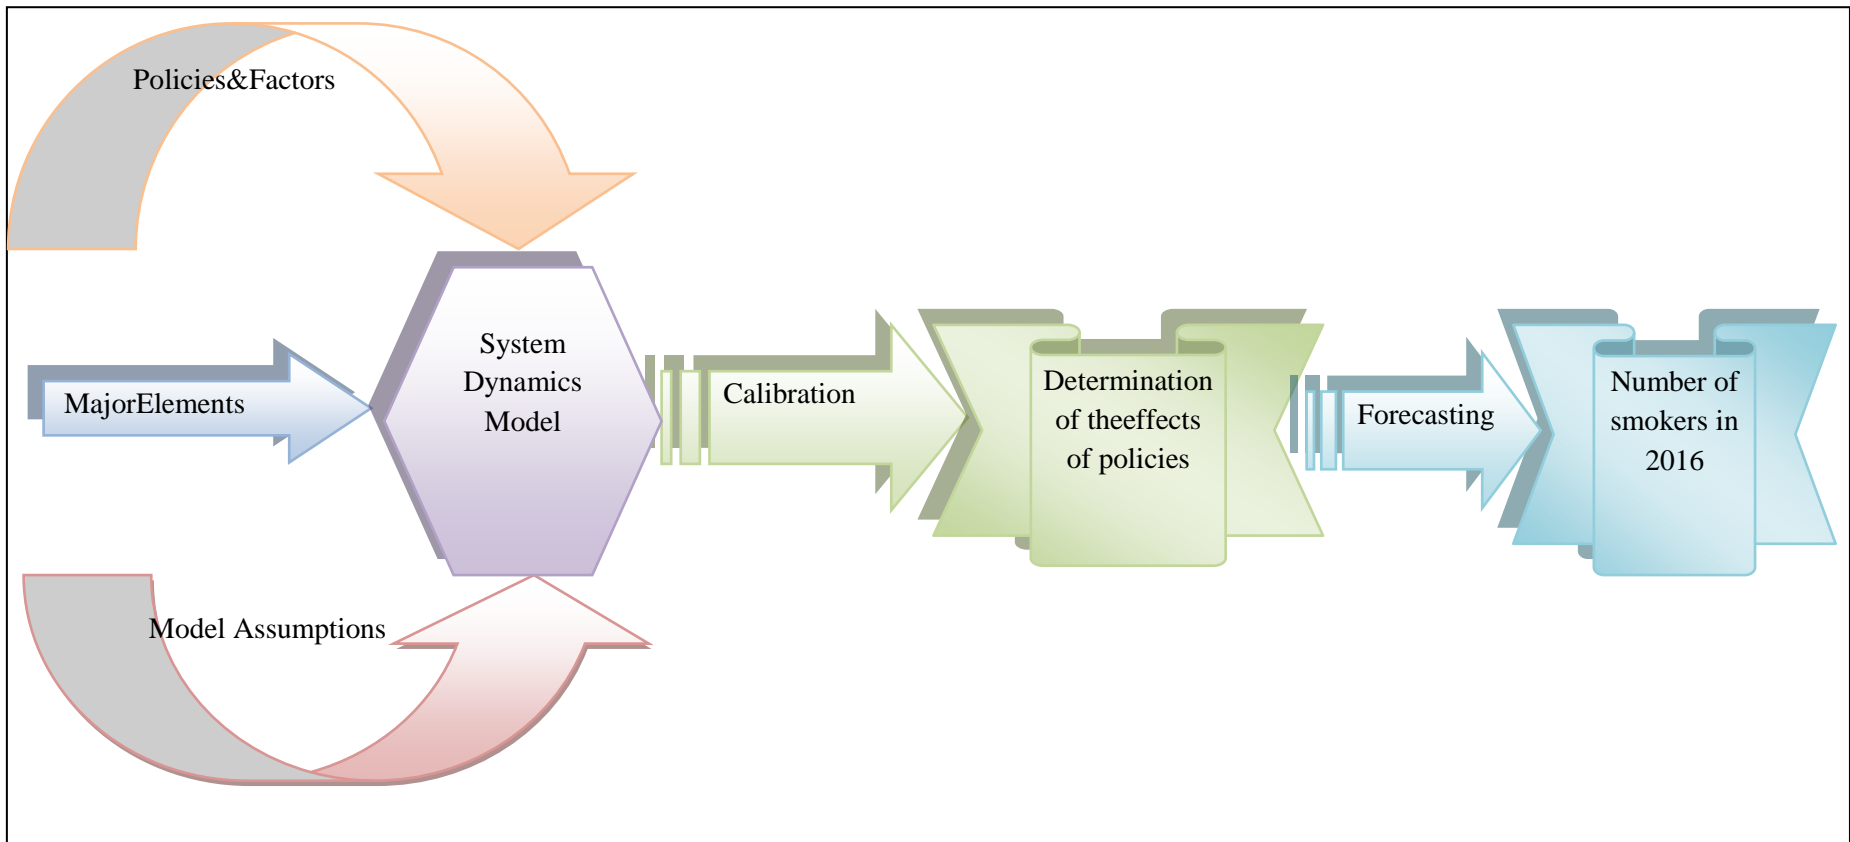 Policies&Factors
MajorElements
Model Assumptions
System
Dynamics
Model
Calibration
Determination
of theeffects
of policies
Forecasting
Number of
smokers in
2016